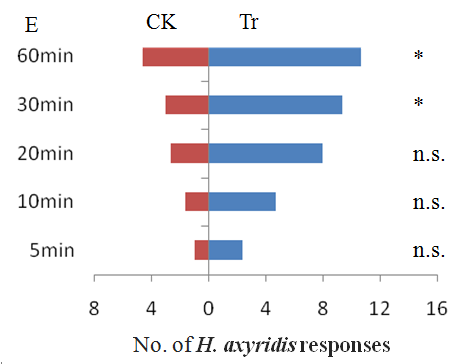 E CK Tr
60min *
30min *
20min n.s.
10min n.s.
5min n.s.
8 4 0 4 8 12 16
No. of H. axyridis responses